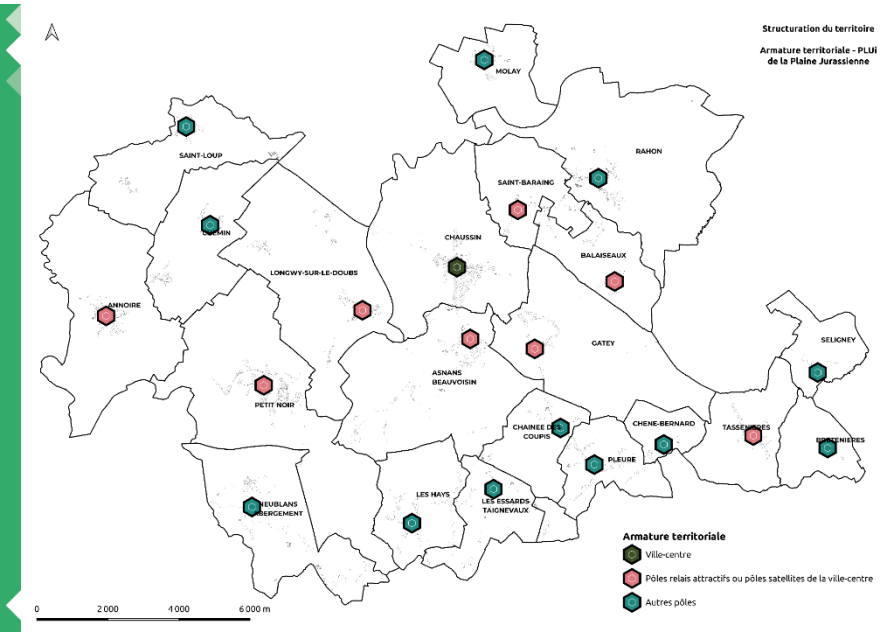 Structuration du territoire
Armature territoriale - PLUi
de la Plaine Jurassienne
MOLAY
SAINT-LOUP
RAHON
SAINT-BARAING
CHAUSSIN
BALAISEAUX
LONGWY-SUR-LE-DOUBS
ANNOIRE
GATEY
SELIGNEY
ASNANS
BEAUVOISIN
PETIT NOIR
CHAINEE DES
COUPIS
CHENE-BERNARD
TASSENIERES
PLEURE
LES HAYS
LES ESSARDS
TAIGNEVAUX
NEUBLANS
ABERGEMENT
Armature territoriale
Ville-centre
Pôles relais attractifs ou pôles satellites de la ville-centre
Autres pôles
0 2 000 4 000 6 000 m